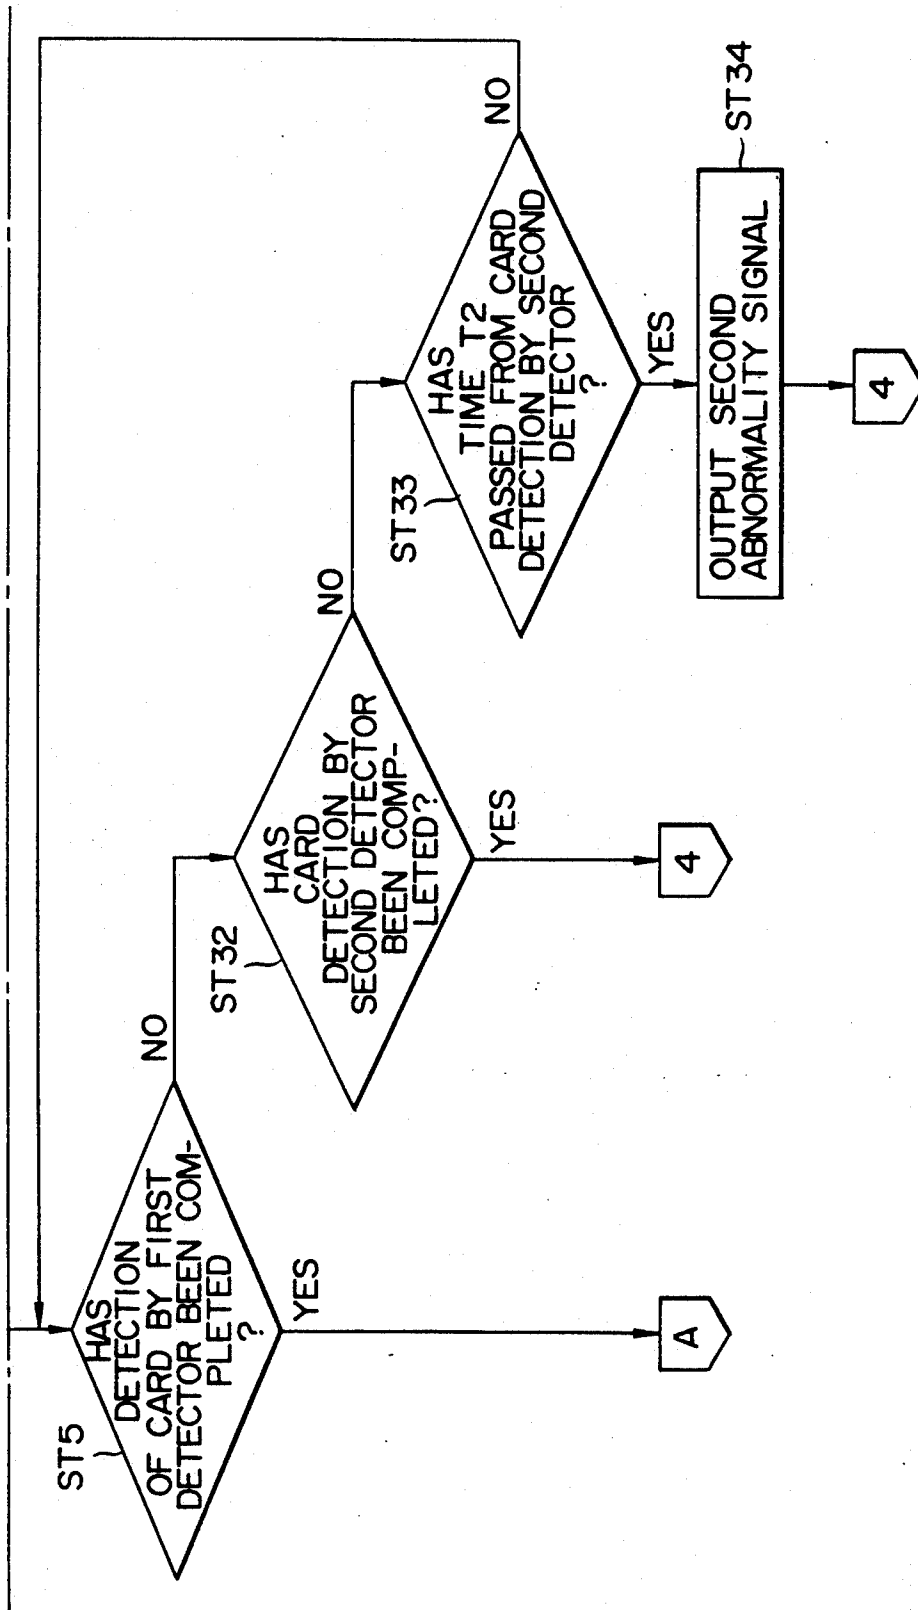 ST5
HAS
DETECTION
OF CARD BY FIRST
DETECTOR BEEN COM-
PLETED
?
NO
YES
A
ST32
HAS
CARD
DETECTION BY
SECOND DETECTOR
BEEN COMP-
LETED?
NO
YES
4
ST33
HAS
TIME T2
PASSED FROM CARD
DETECTION BY SECOND
DETECTOR
?
NO
YES
OUTPUT SECOND
ABNORMALITY SIGNAL
ST34
4